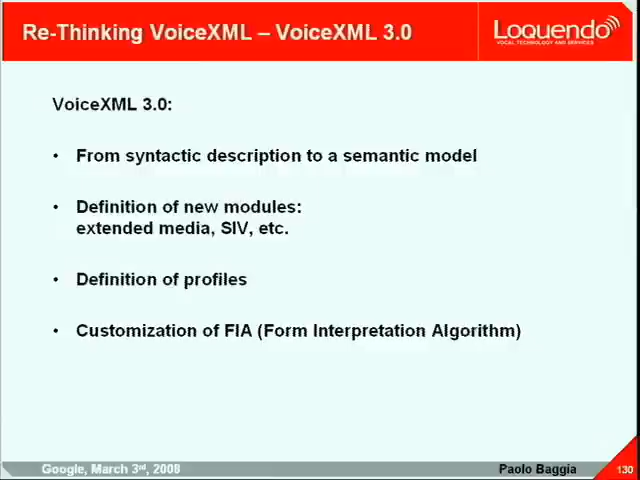 Re-Thinking VoiceXML – VoiceXML 3.0
Loquendo
VOCAL TECHNOLOGY AND SERVICES
VoiceXML 3.0:
• From syntactic description to a semantic model
• Definition of new modules:
extended media, SIV, etc.
• Definition of profiles
• Customization of FIA (Form Interpretation Algorithm)
Google, March 3rd, 2008
Paolo Baggia
130